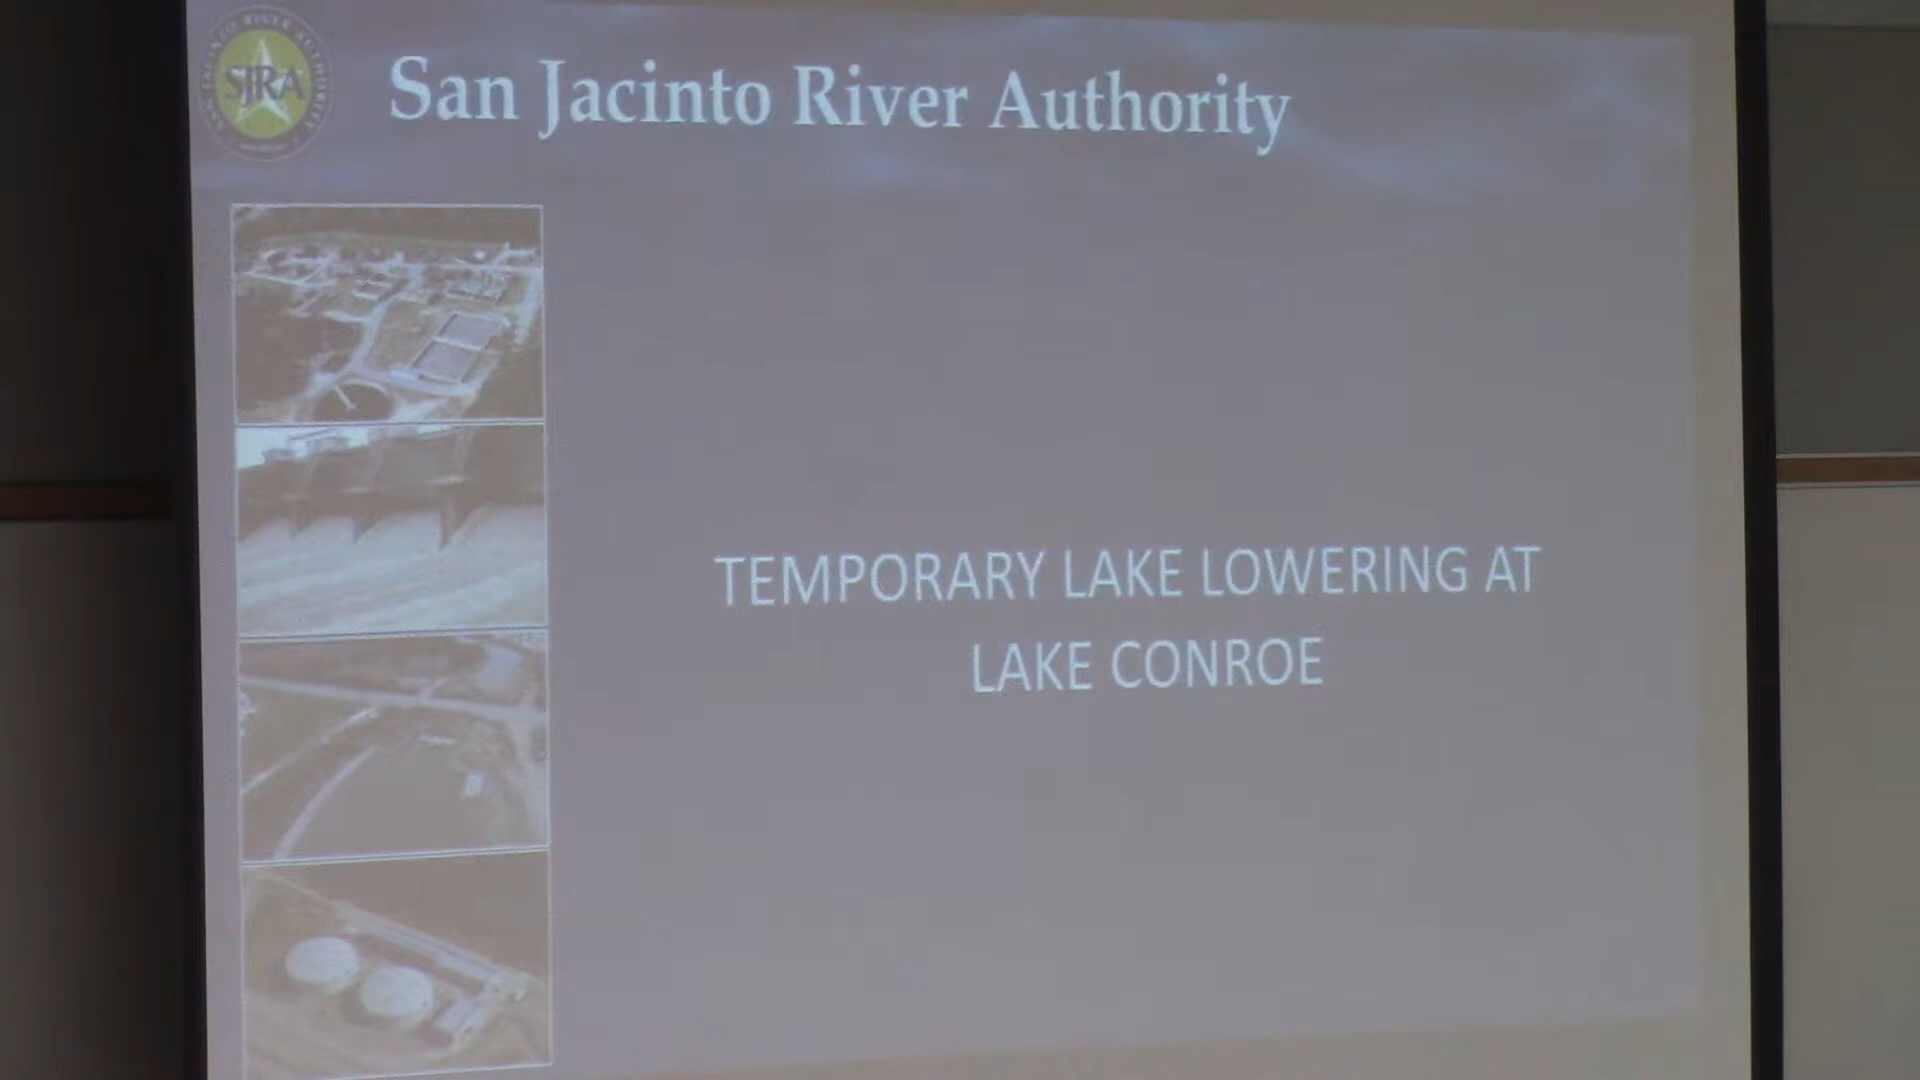 SJRA
San Jacinto River Authority
TEMPORARY LAKE LOWERING AT
LAKE CONROE